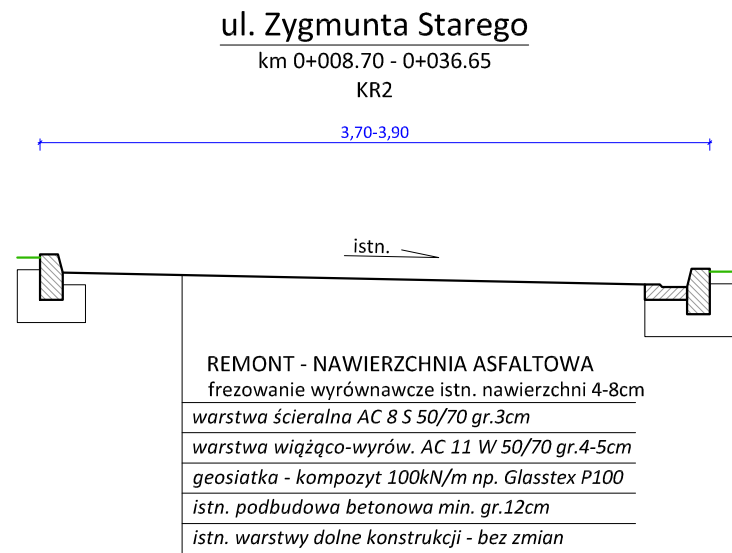 ul. Zygmunta Starego
km 0+008.70 - 0+036.65
KR2
3,70-3,90
istn.
REMONT - NAWIERZCHNIA ASFALTOWA
frezowanie wyrównawcze istn. nawierzchni 4-8cm
warstwa ścieralna AC 8 S 50/70 gr.3cm
warstwa wiążąco-wyrów. AC 11 W 50/70 gr.4-5cm
geosiatka - kompozyt 100kN/m np. Glasstex P100
istn. podbudowa betonowa min. gr.12cm
istn. warstwy dolne konstrukcji - bez zmian